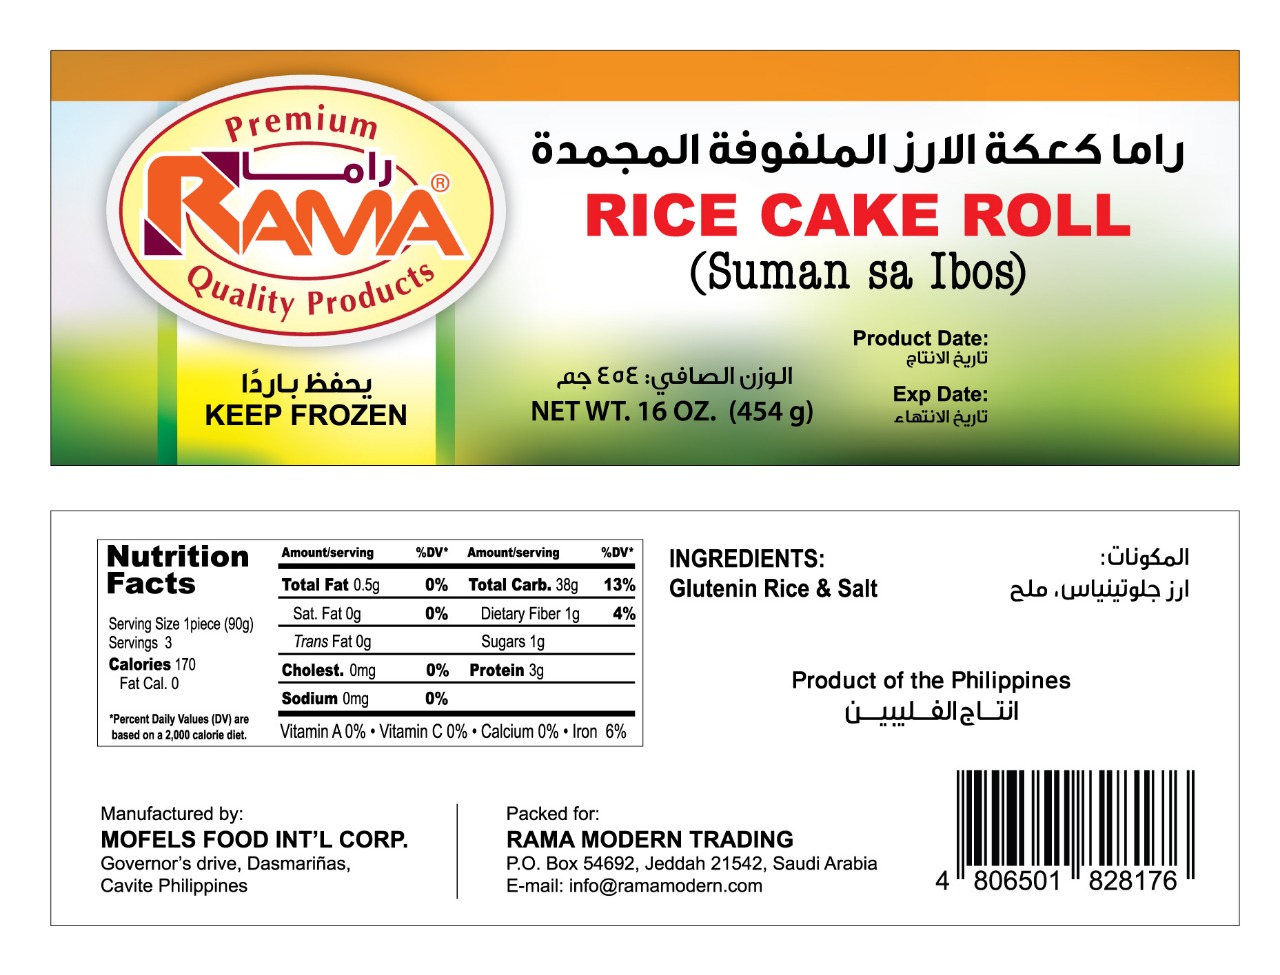 Premium
راما
RAMA®
Quality Products
يحفظ باردًا
KEEP FROZEN
راما كعكة الارز الملفوفة المجمدة
RICE CAKE ROLL
(Suman sa Ibos)
الوزن الصافي: ٤٥٤ جم
NET WT. 16 OZ. (454 g)
Product Date:
تاريخ الانتاج
Exp Date:
تاريخ الانتهاء
Nutrition
Facts
Serving Size 1piece (90g)
Servings 3
Calories 170
Fat Cal. 0
*Percent Daily Values (DV) are
based on a 2,000 calorie diet.
Amount/serving %DV* Amount/serving %DV*
Total Fat 0.5g 0% Total Carb. 38g 13%
Sat. Fat 0g 0% Dietary Fiber 1g 4%
Trans Fat 0g Sugars 1g
Cholest. 0mg 0% Protein 3g
Sodium 0mg 0%
Vitamin A 0% • Vitamin C 0% • Calcium 0% • Iron 6%
INGREDIENTS:
Glutenin Rice & Salt
المكونات:
ارز جلوتينياس، ملح
Product of the Philippines
انتــاج الفــليبيــن
Manufactured by:
MOFELS FOOD INT'L CORP.
Governor's drive, Dasmariñas,
Cavite Philippines
Packed for:
RAMA MODERN TRADING
P.O. Box 54692, Jeddah 21542, Saudi Arabia
E-mail: info@ramamodern.com
4 806501 828176